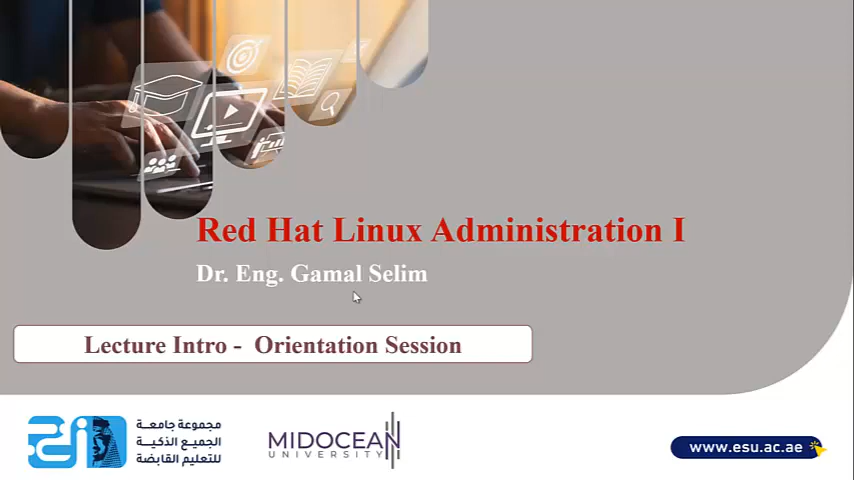 Red Hat Linux Administration I
Dr. Eng. Gamal Selim
Lecture Intro - Orientation Session
مجموعة جامعة
الجميع الذكية
للتعليم القابضة
MIDOCEAN
UNIVERSITY
www.esu.ac.ae